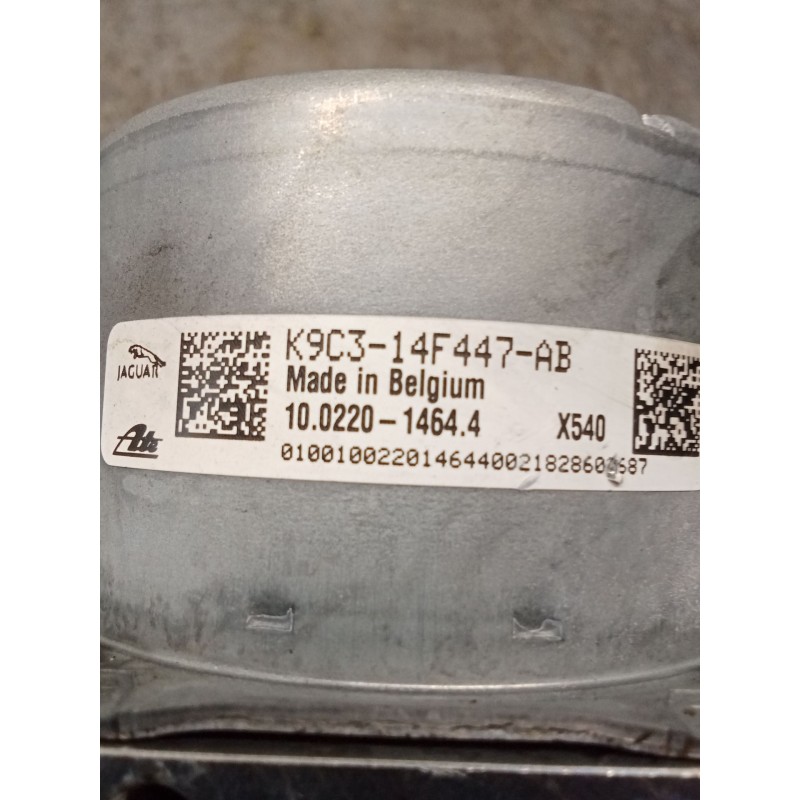 JAGUAR
K9C3-14F447-AB
Made in Belgium
10.0220-1464.4 X540
Ate